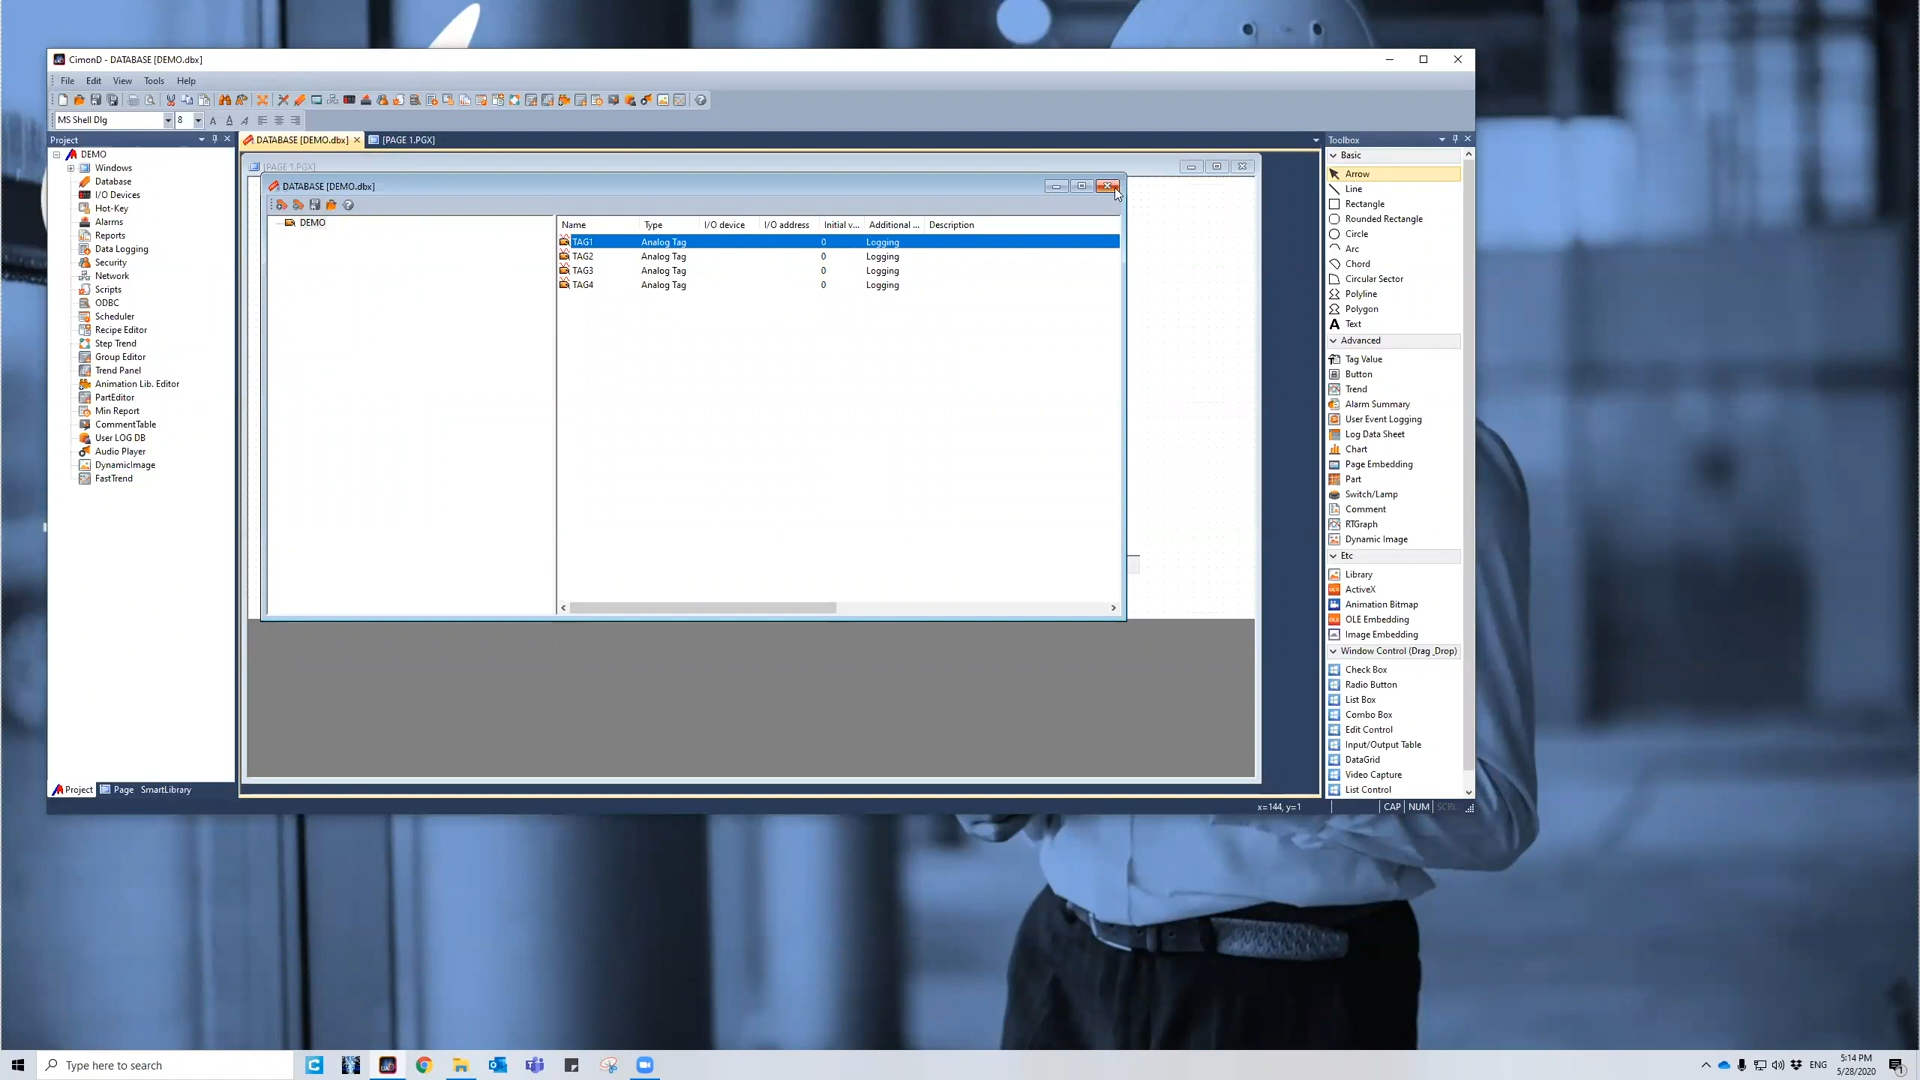 CimonD - DATABASE [DEMO.dbx]
File Edit View Tools Help
MS Shell Dlg 8
Project
DEMO
Windows
Database
I/O Devices
Hot-Key
Alarms
Reports
Data Logging
Security
Network
Scripts
ODBC
Scheduler
Recipe Editor
Step Trend
Group Editor
Trend Panel
Animation Lib. Editor
PartEditor
Min Report
CommentTable
User LOG DB
Audio Player
DynamicImage
FastTrend
Project Page SmartLibrary
DATABASE [DEMO.dbx] [PAGE 1.PGX]
[PAGE 1.PGX]
DATABASE [DEMO.dbx]
DEMO
Name Type I/O device I/O address Initial v... Additional ... Description
TAG1 Analog Tag 0 Logging
TAG2 Analog Tag 0 Logging
TAG3 Analog Tag 0 Logging
TAG4 Analog Tag 0 Logging
Toolbox
Basic
Arrow
Line
Rectangle
Rounded Rectangle
Circle
Arc
Chord
Circular Sector
Polyline
Polygon
Text
Advanced
Tag Value
Button
Trend
Alarm Summary
User Event Logging
Log Data Sheet
Chart
Page Embedding
Part
Switch/Lamp
Comment
RTGraph
Dynamic Image
Etc
Library
ActiveX
Animation Bitmap
OLE Embedding
Image Embedding
Window Control (Drag_Drop)
Check Box
Radio Button
List Box
Combo Box
Edit Control
Input/Output Table
DataGrid
Video Capture
List Control
x=144, y=1 CAP NUM SCRL
Type here to search
ENG
5:14 PM
5/28/2020